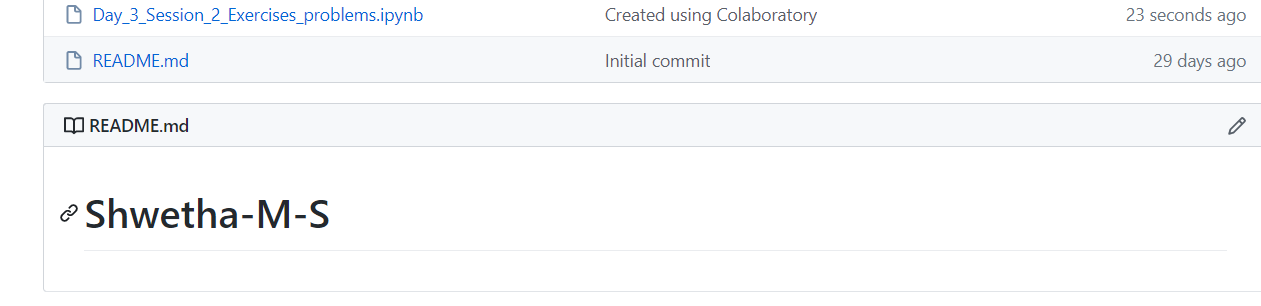 Day_3_Session_2_Exercises_problems.ipynb Created using Colaboratory 23 seconds ago
README.md Initial commit 29 days ago
README.md
Shwetha-M-S